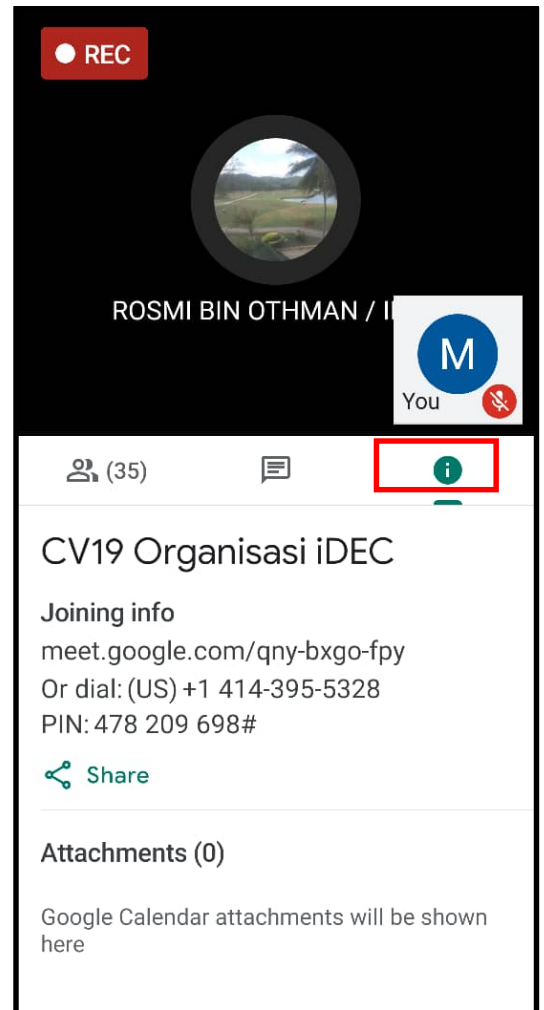 REC
ROSMI BIN OTHMAN / I
M
You
(35)
CV19 Organisasi iDEC
Joining info
meet.google.com/qny-bxgo-fpy
Or dial: (US) +1 414-395-5328
PIN: 478 209 698#
Share
Attachments (0)
Google Calendar attachments will be shown
here